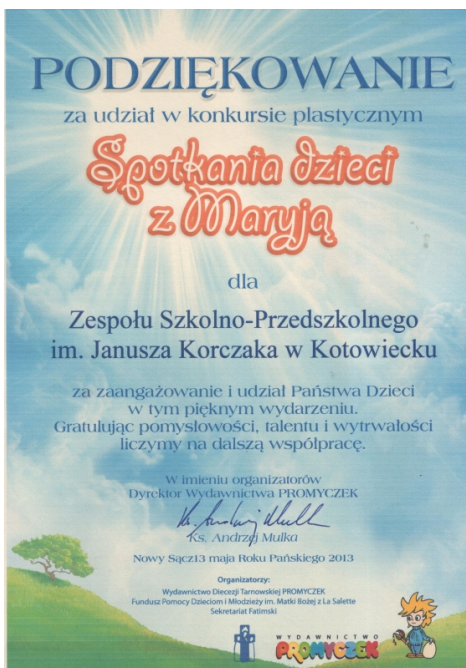 PODZIĘKOWANIE
za udział w konkursie plastycznym
Spotkania dzieci
z Maryją
dla
Zespołu Szkolno-Przedszkolnego
im. Janusza Korczaka w Kotowiecku
za zaangażowanie i udział Państwa Dzieci
w tym pięknym wydarzeniu.
Gratulując pomysłowości, talentu i wytrwałości
liczymy na dalszą współpracę.
W imieniu organizatorów
Dyrektor Wydawnictwa PROMYCZEK
Ks. Andrzej Mulka
Ks. Andrzej Mulka
Nowy Sącz13 maja Roku Pańskiego 2013
Organizatorzy:
Wydawnictwo Diecezji Tarnowskiej PROMYCZEK
Fundusz Pomocy Dzieciom i Młodzieży im. Matki Bożej z La Salette
Sekretariat Fatimski
WYDAWNICTWO
PROMYCZEK